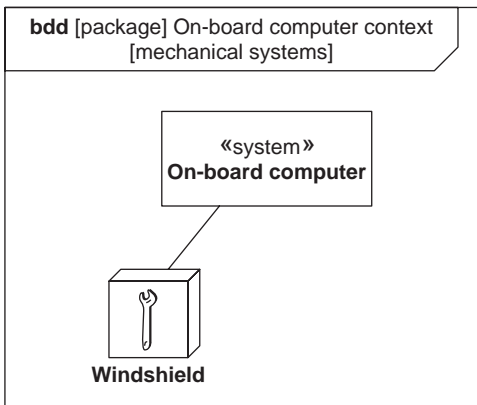 bdd [package] On-board computer context
[mechanical systems]
«system»
On-board computer
Windshield